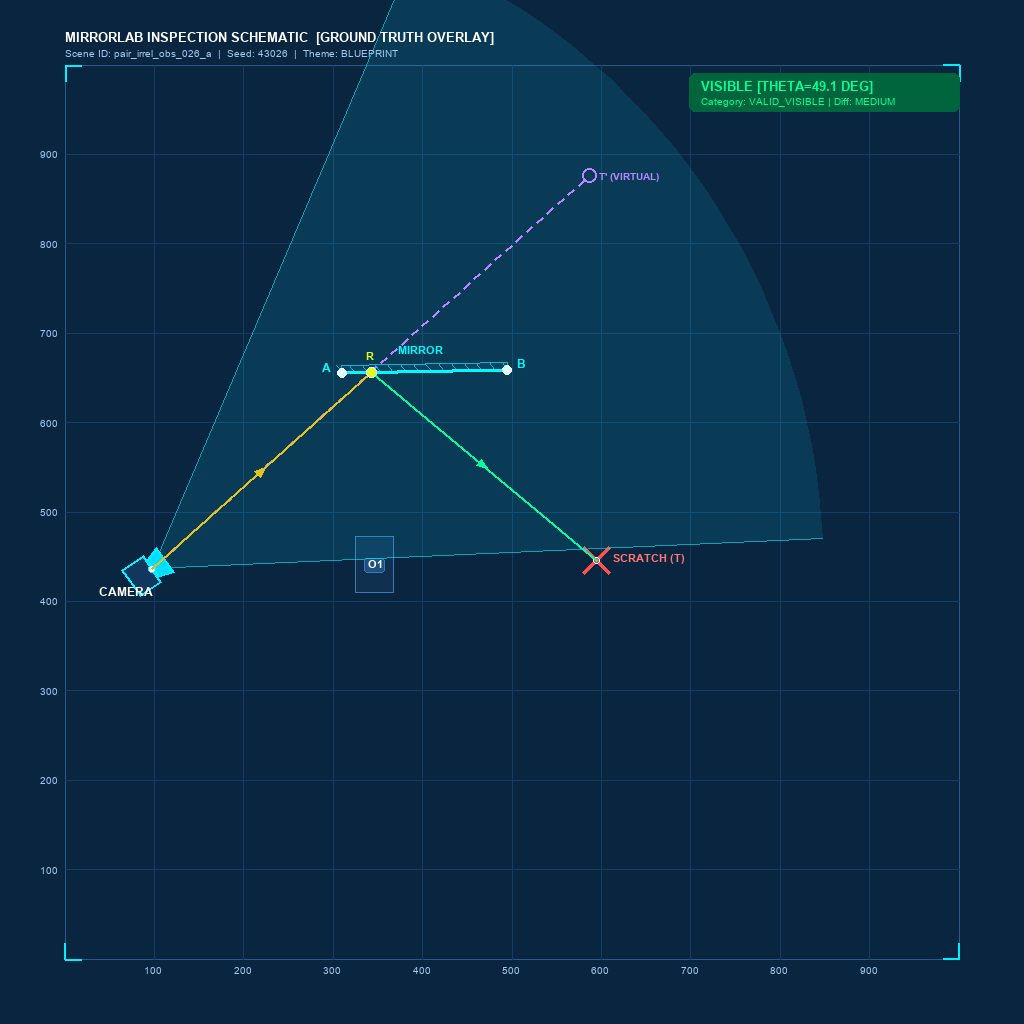 MIRRORLAB INSPECTION SCHEMATIC  [GROUND TRUTH OVERLAY]
Scene ID: pair_irrel_obs_026_a  |  Seed: 43026  |  Theme: BLUEPRINT
VISIBLE [THETA=49.1 DEG]
Category: VALID_VISIBLE | Diff: MEDIUM
900
T' (VIRTUAL)
800
700
R
MIRROR
A
B
600
500
O1
SCRATCH (T)
CAMERA
400
300
200
100
100 200 300 400 500 600 700 800 900